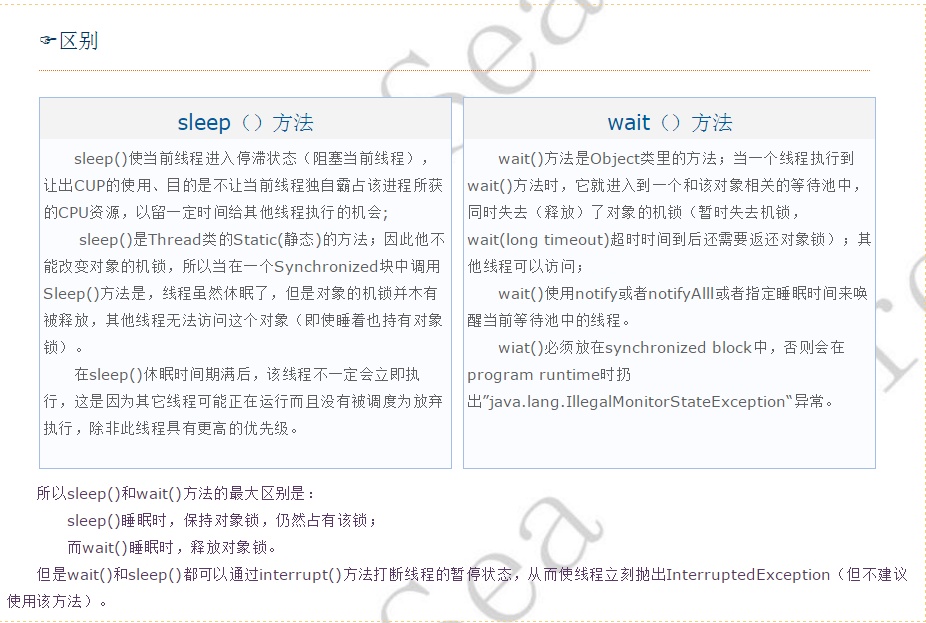 ☞区别
sleep（）方法
sleep()使当前线程进入停滞状态（阻塞当前线程），
让出CUP的使用、目的是不让当前线程独自霸占该进程所获
的CPU资源，以留一定时间给其他线程执行的机会;
sleep()是Thread类的Static(静态)的方法；因此他不
能改变对象的机锁，所以当在一个Synchronized块中调用
Sleep()方法是，线程虽然休眠了，但是对象的机锁并木有
被释放，其他线程无法访问这个对象（即使睡着也持有对象
锁）。
在sleep()休眠时间期满后，该线程不一定会立即执
行，这是因为其它线程可能正在运行而且没有被调度为放弃
执行，除非此线程具有更高的优先级。
wait（）方法
wait()方法是Object类里的方法；当一个线程执行到
wait()方法时，它就进入到一个和该对象相关的等待池中，
同时失去（释放）了对象的机锁（暂时失去机锁，
wait(long timeout)超时时间到后还需要返还对象锁）；其
他线程可以访问；
wait()使用notify或者notifyAlll或者指定睡眠时间来唤
醒当前等待池中的线程。
wiat()必须放在synchronized block中，否则会在
program runtime时扔
出”java.lang.IllegalMonitorStateException“异常。
所以sleep()和wait()方法的最大区别是：
sleep()睡眠时，保持对象锁，仍然占有该锁；
而wait()睡眠时，释放对象锁。
但是wait()和sleep()都可以通过interrupt()方法打断线程的暂停状态，从而使线程立刻抛出InterruptedException（但不建议
使用该方法）。
Sea
Sea